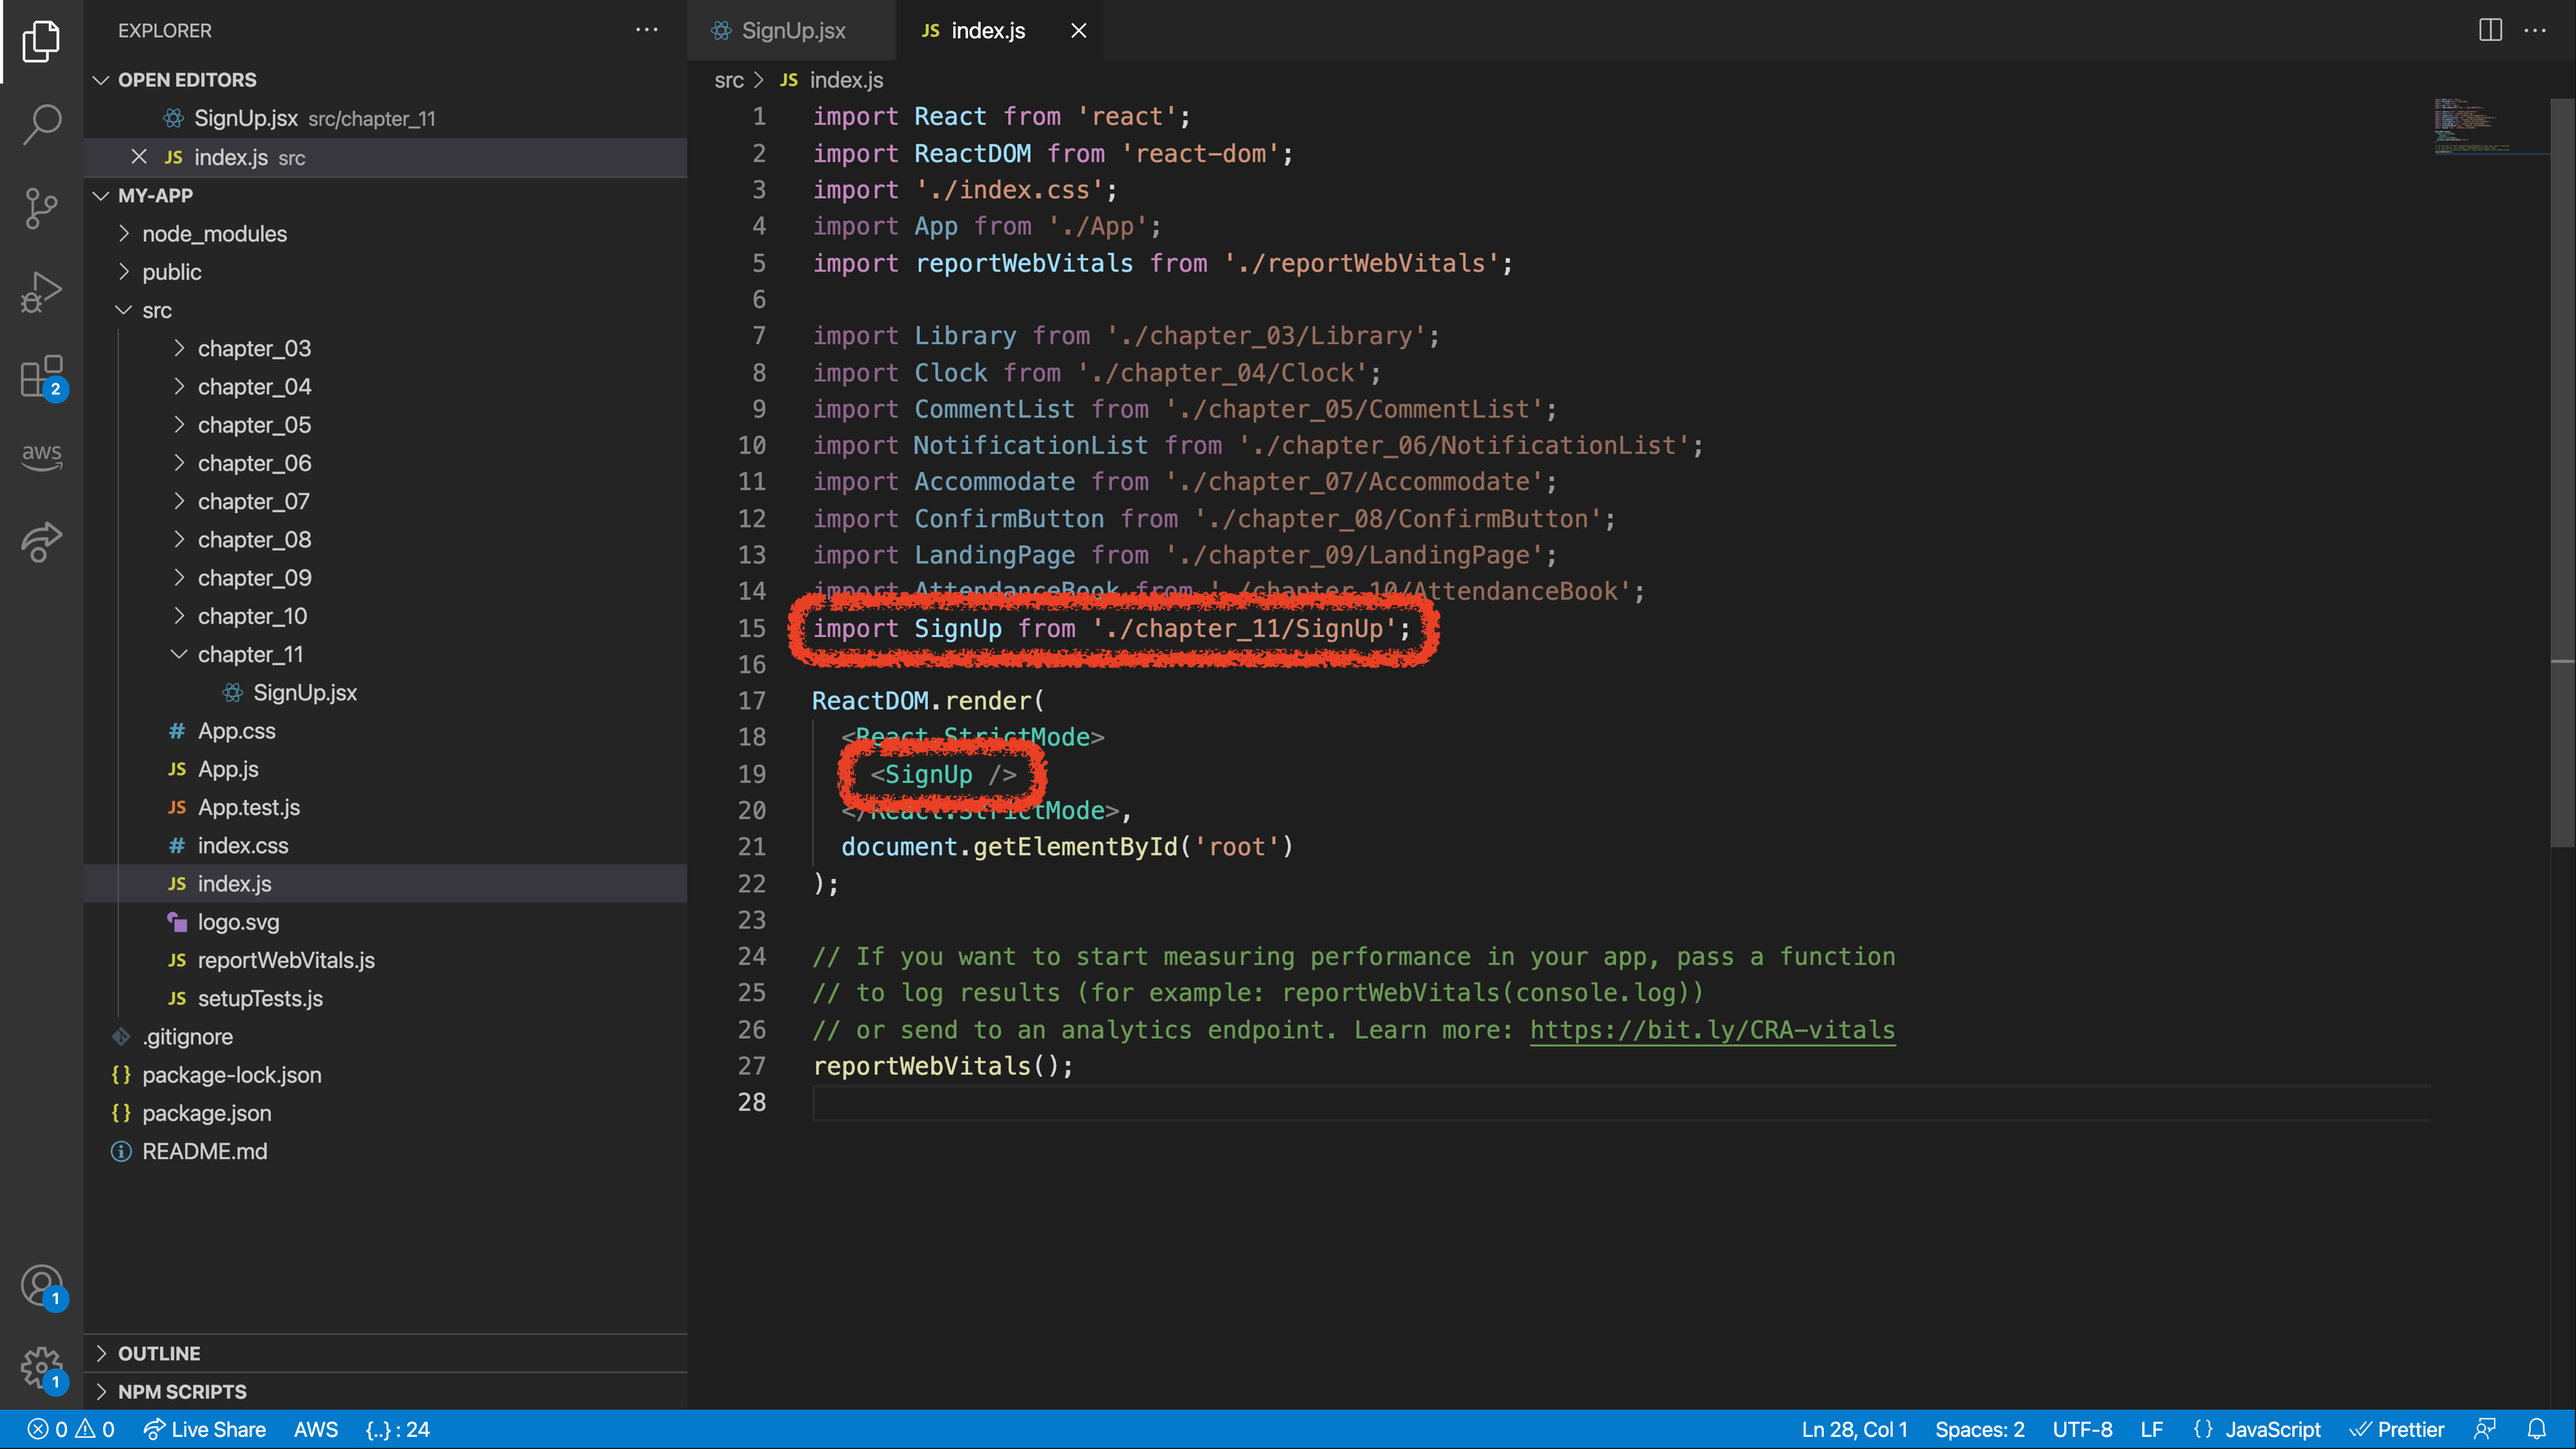 EXPLORER
OPEN EDITORS
SignUp.jsx src/chapter_11
JS index.js src
MY-APP
node_modules
public
src
chapter_03
chapter_04
chapter_05
chapter_06
chapter_07
chapter_08
chapter_09
chapter_10
chapter_11
SignUp.jsx
# App.css
JS App.js
JS App.test.js
# index.css
JS index.js
logo.svg
JS reportWebVitals.js
JS setupTests.js
.gitignore
{} package-lock.json
{} package.json
README.md
OUTLINE
NPM SCRIPTS
2
aws
1
1
SignUp.jsx
JS index.js
src > JS index.js
1 import React from 'react';
2 import ReactDOM from 'react-dom';
3 import './index.css';
4 import App from './App';
5 import reportWebVitals from './reportWebVitals';
6
7 import Library from './chapter_03/Library';
8 import Clock from './chapter_04/Clock';
9 import CommentList from './chapter_05/CommentList';
10 import NotificationList from './chapter_06/NotificationList';
11 import Accommodate from './chapter_07/Accommodate';
12 import ConfirmButton from './chapter_08/ConfirmButton';
13 import LandingPage from './chapter_09/LandingPage';
14 import AttendanceBook from './chapter_10/AttendanceBook';
15 import SignUp from './chapter_11/SignUp';
16
17 ReactDOM.render(
18 <React.StrictMode>
19 <SignUp />
20 </React.StrictMode>,
21 document.getElementById('root')
22 );
23
24 // If you want to start measuring performance in your app, pass a function
25 // to log results (for example: reportWebVitals(console.log))
26 // or send to an analytics endpoint. Learn more: https://bit.ly/CRA-vitals
27 reportWebVitals();
28
0 0 Live Share AWS {..} : 24
Ln 28, Col 1 Spaces: 2 UTF-8 LF {} JavaScript Prettier